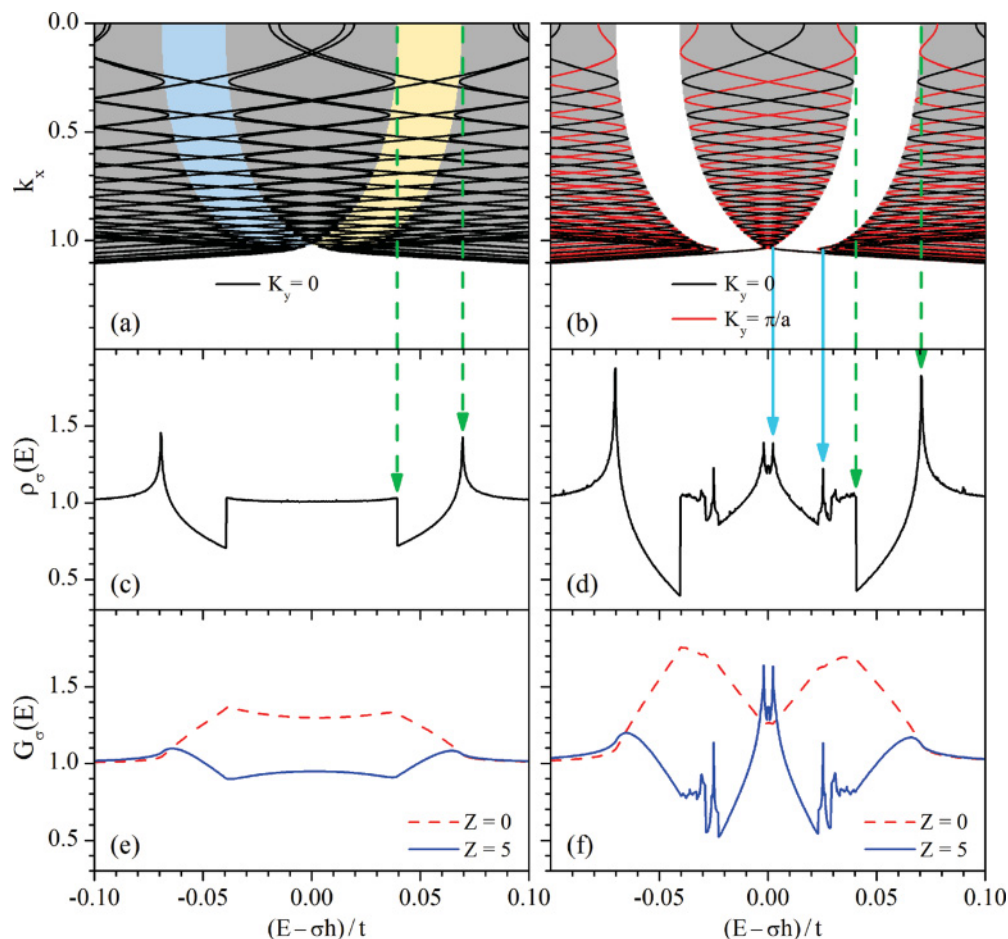 0.0
0.5
1.0
k_x
K_y = 0
(a)
K_y = 0
K_y = π/a
(b)
1.5
1.0
0.5
ρ_σ(E)
(c)
(d)
1.5
1.0
0.5
G_σ(E)
Z = 0
Z = 5
(e)
Z = 0
Z = 5
(f)
-0.10 -0.05 0.00 0.05 0.10
-0.05 0.00 0.05 0.10
(E − σh) / t
(E − σh) / t